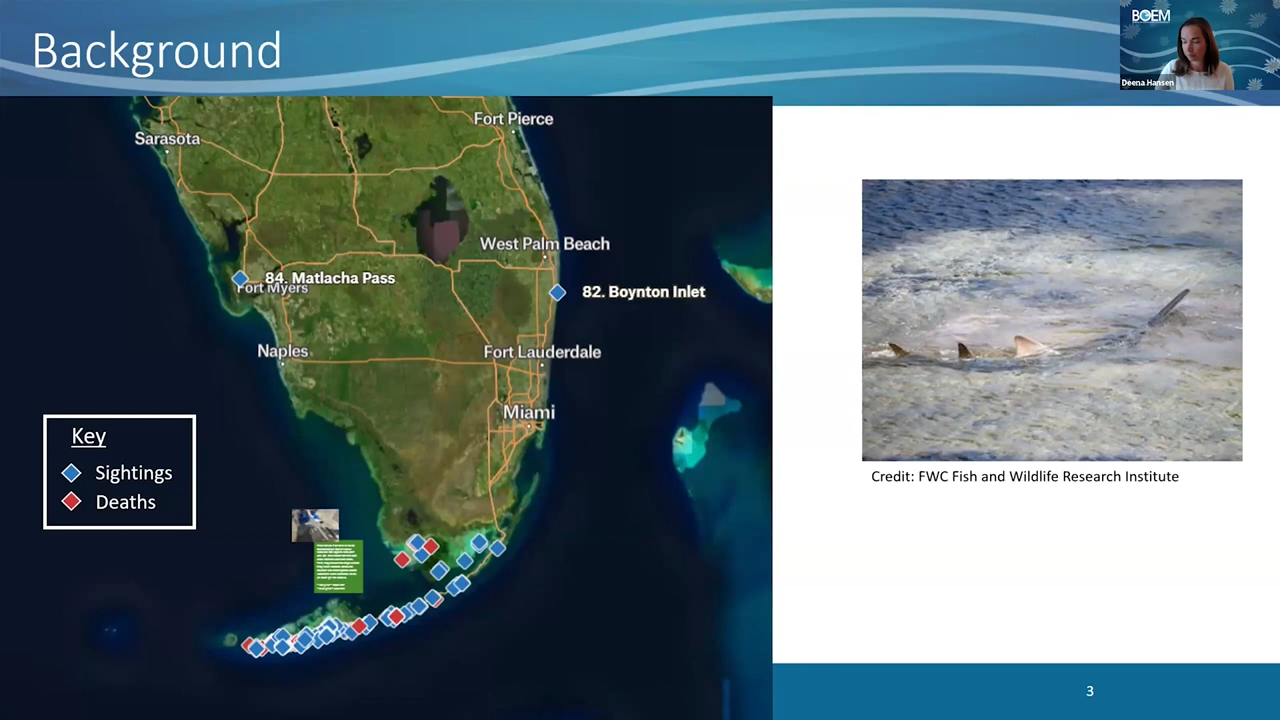 Background
BOEM
Deena Hansen
Fort Pierce
Sarasota
West Palm Beach
84. Matlacha Pass
Fort Myers
82. Boynton Inlet
Naples
Fort Lauderdale
Miami
Key
Sightings
Deaths
Credit: FWC Fish and Wildlife Research Institute
3